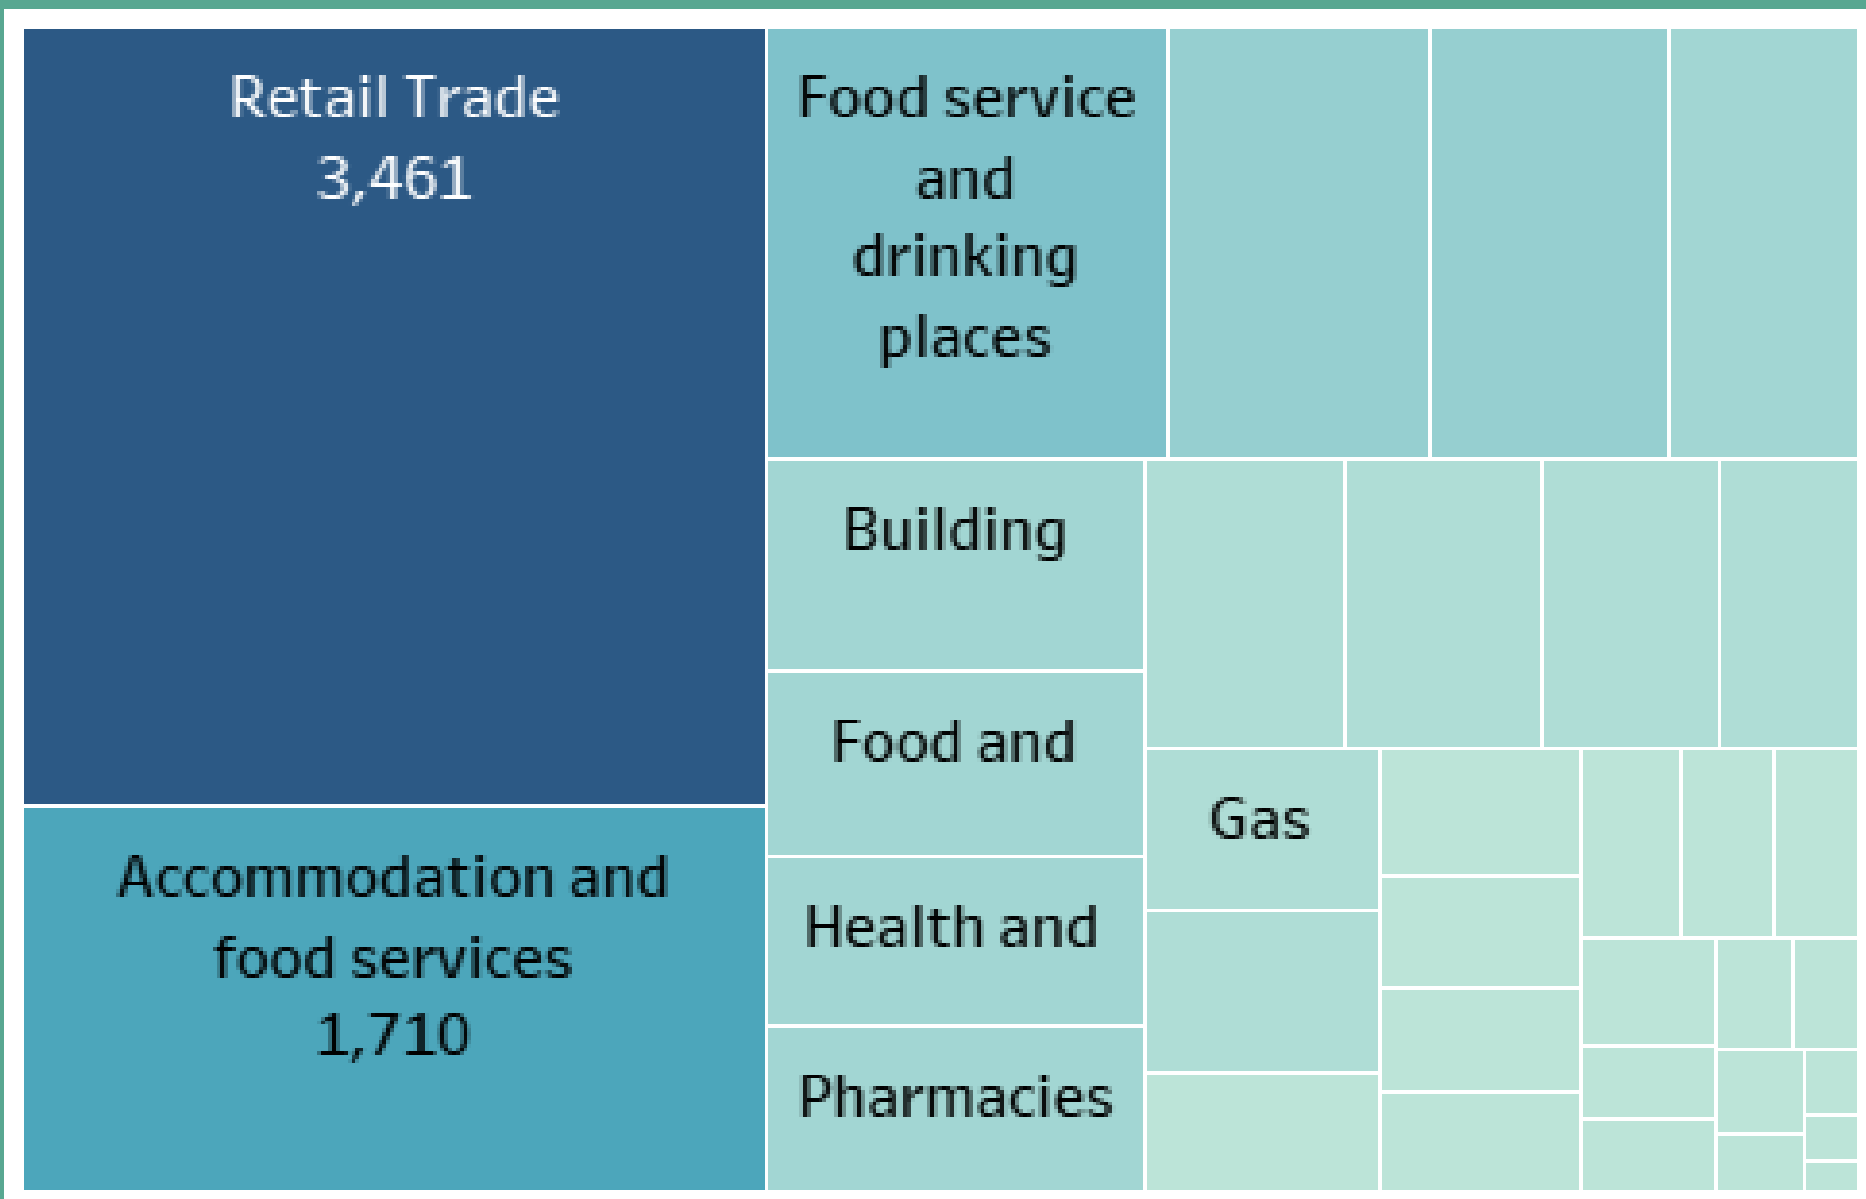 Retail Trade
3,461
Accommodation and
food services
1,710
Food service
and
drinking
places
Building
Food and
Health and
Pharmacies
Gas